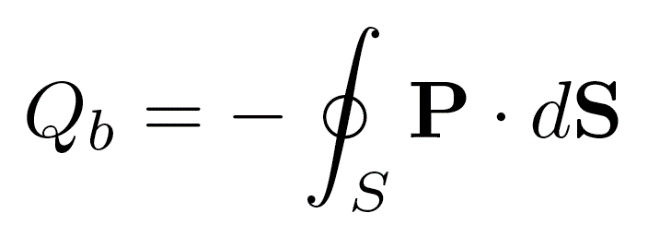 Q_b = −∮_S 𝐏 · d𝐒